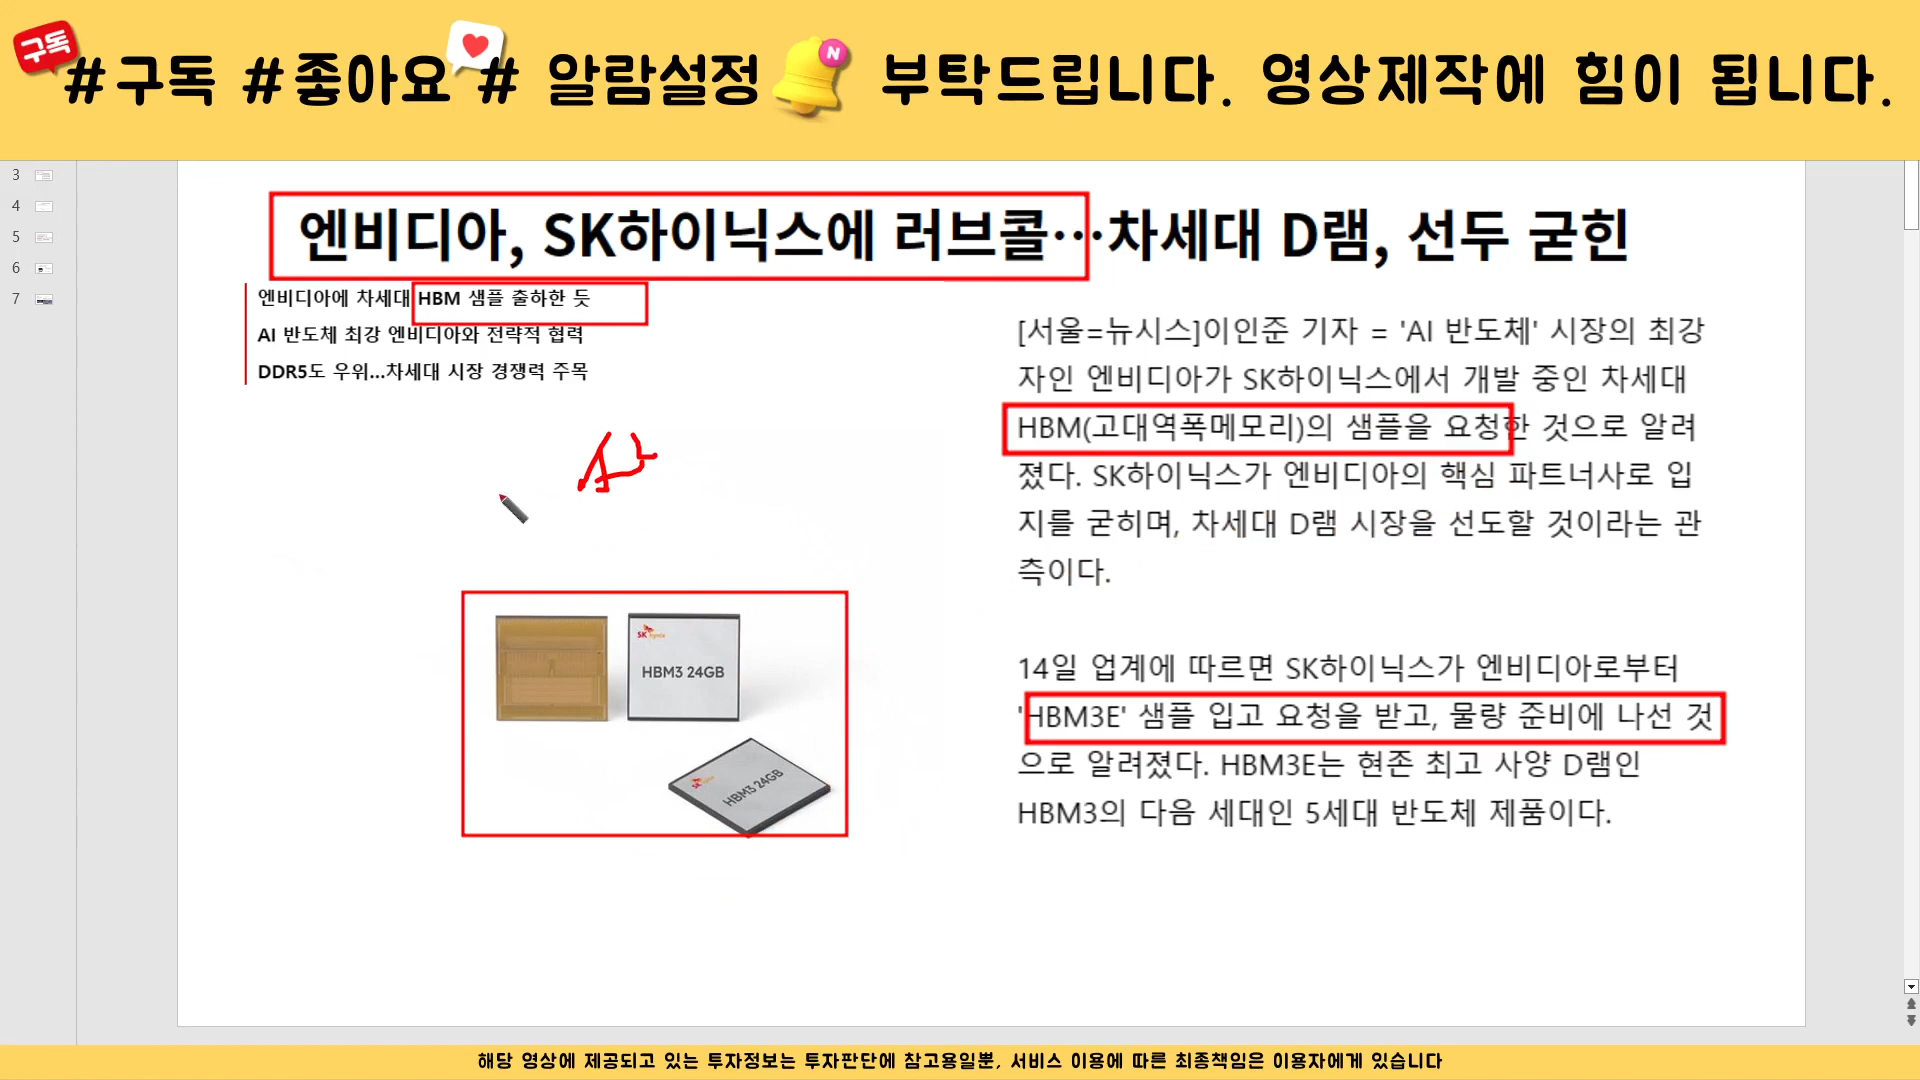 구독
#구독 #좋아요 # 알람설정 N 부탁드립니다. 영상제작에 힘이 됩니다.
3
4
5
6
7
엔비디아, SK하이닉스에 러브콜…차세대 D램, 선두 굳힌
엔비디아에 차세대 HBM 샘플 출하한 듯
AI 반도체 최강 엔비디아와 전략적 협력
DDR5도 우위...차세대 시장 경쟁력 주목
[서울=뉴시스]이인준 기자 = 'AI 반도체' 시장의 최강
자인 엔비디아가 SK하이닉스에서 개발 중인 차세대
HBM(고대역폭메모리)의 샘플을 요청한 것으로 알려
졌다. SK하이닉스가 엔비디아의 핵심 파트너사로 입
지를 굳히며, 차세대 D램 시장을 선도할 것이라는 관
측이다.
14일 업계에 따르면 SK하이닉스가 엔비디아로부터
'HBM3E' 샘플 입고 요청을 받고, 물량 준비에 나선 것
으로 알려졌다. HBM3E는 현존 최고 사양 D램인
HBM3의 다음 세대인 5세대 반도체 제품이다.
SK hynix
HBM3 24GB
SK hynix
HBM3 24GB
해당 영상에 제공되고 있는 투자정보는 투자판단에 참고용일뿐, 서비스 이용에 따른 최종책임은 이용자에게 있습니다